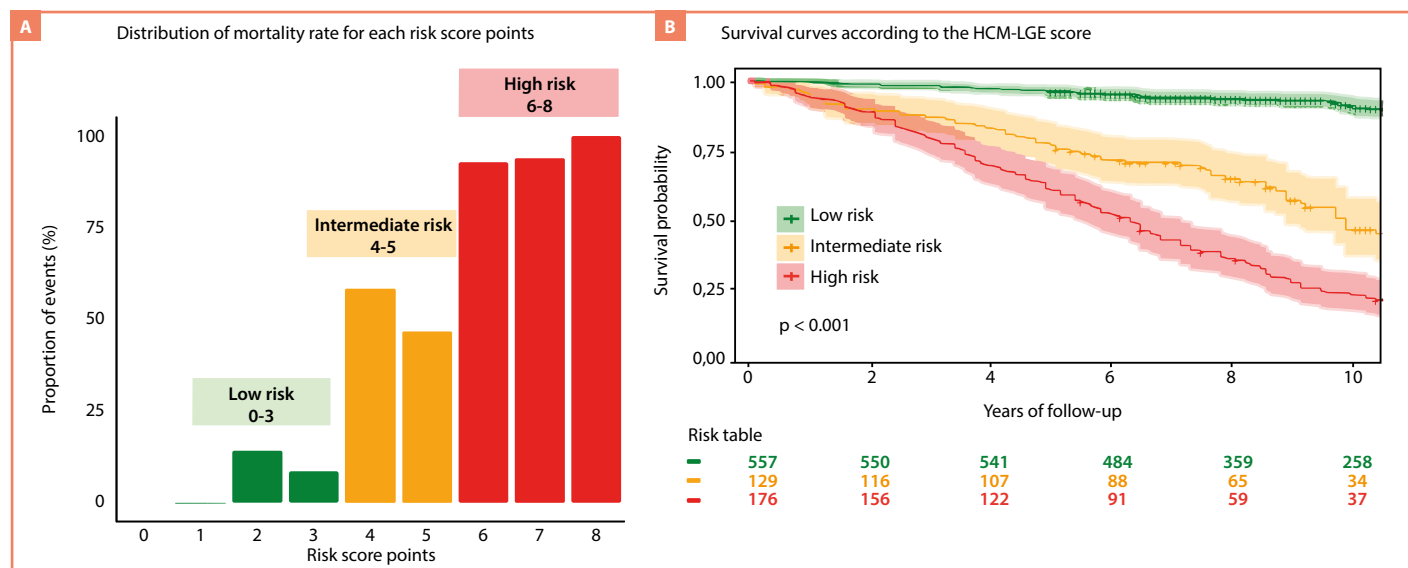 A
Distribution of mortality rate for each risk score points
High risk
6-8
Intermediate risk
4-5
Low risk
0-3
Proportion of events (%)
100
75
50
25
0
0 1 2 3 4 5 6 7 8
Risk score points
B
Survival curves according to the HCM-LGE score
Survival probability
1.00
0,75
0,50
0,25
0,00
Low risk
Intermediate risk
High risk
p < 0.001
0 2 4 6 8 10
Years of follow-up
Risk table
557 550 541 484 359 258
129 116 107 88 65 34
176 156 122 91 59 37